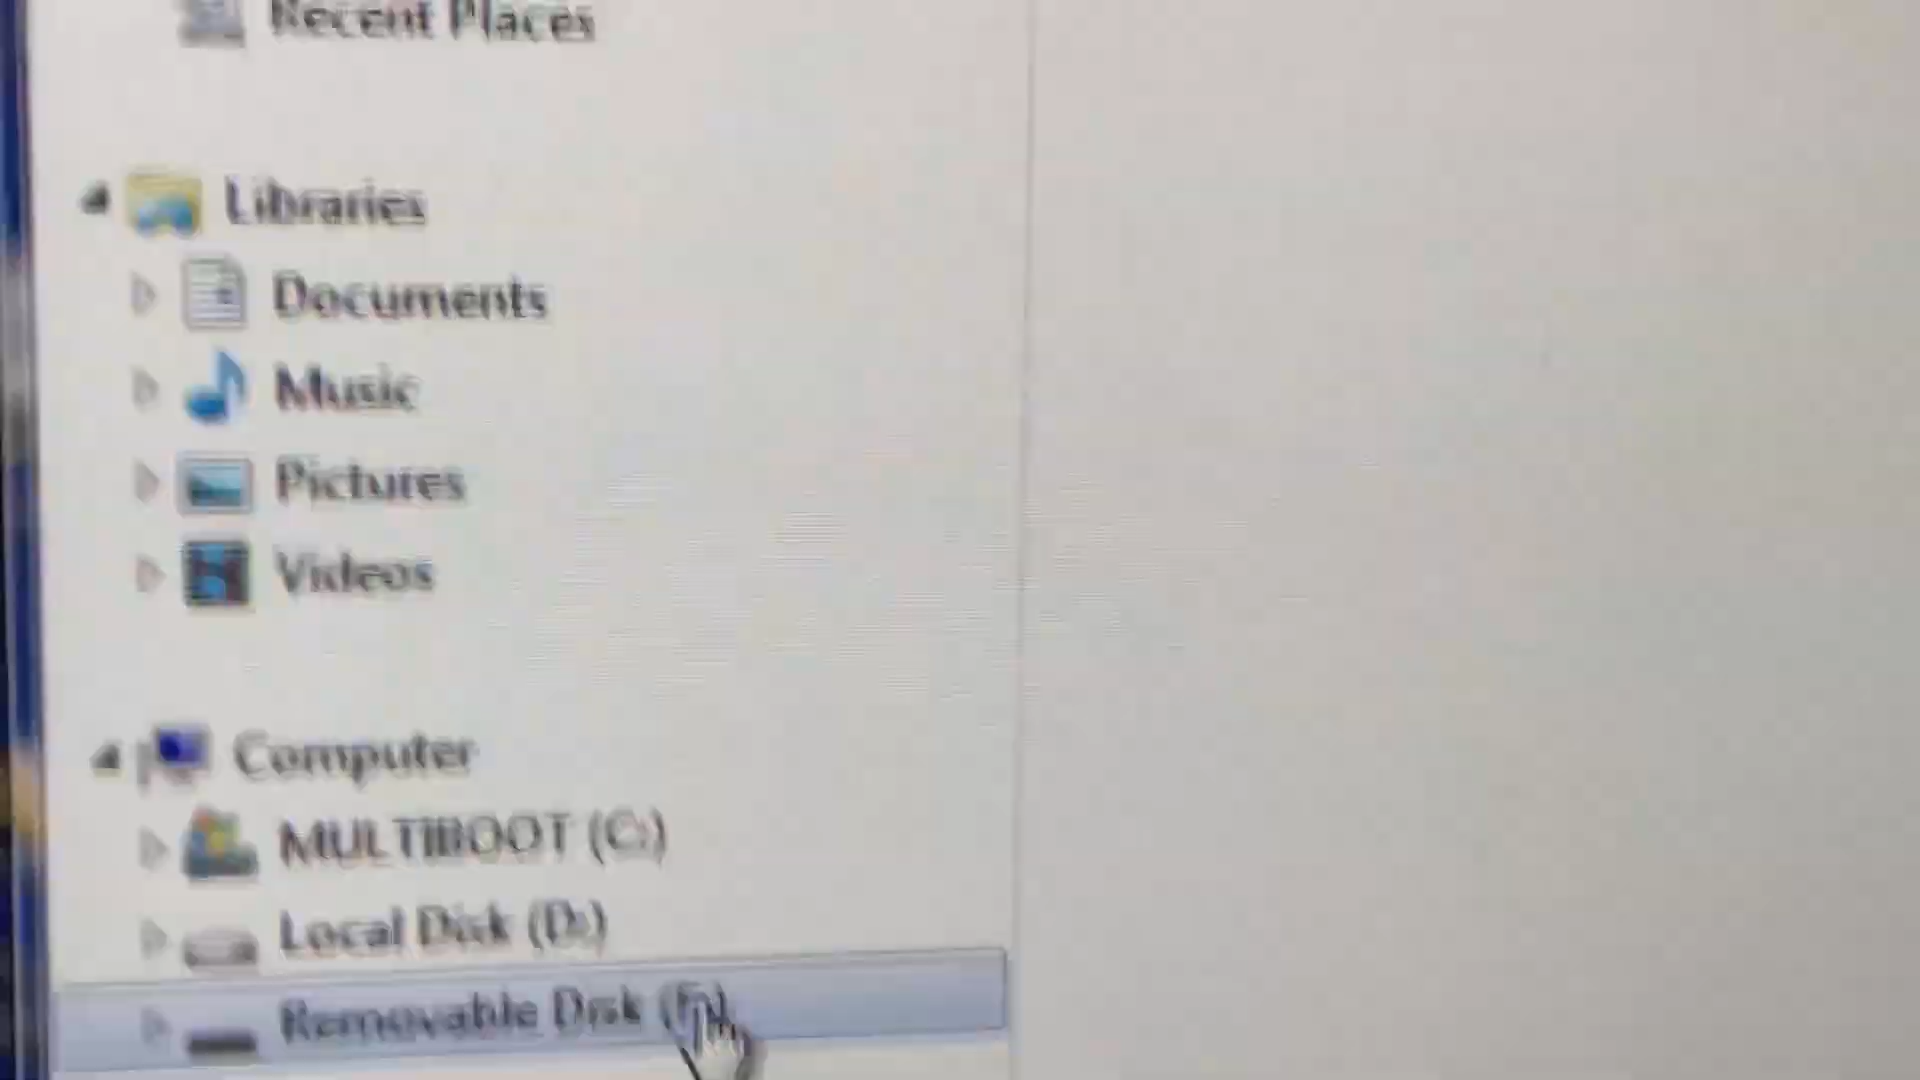 Recent Places
Libraries
Documents
Music
Pictures
Videos
Computer
MULTIBOOT (C:)
Local Disk (D:)
Removable Disk